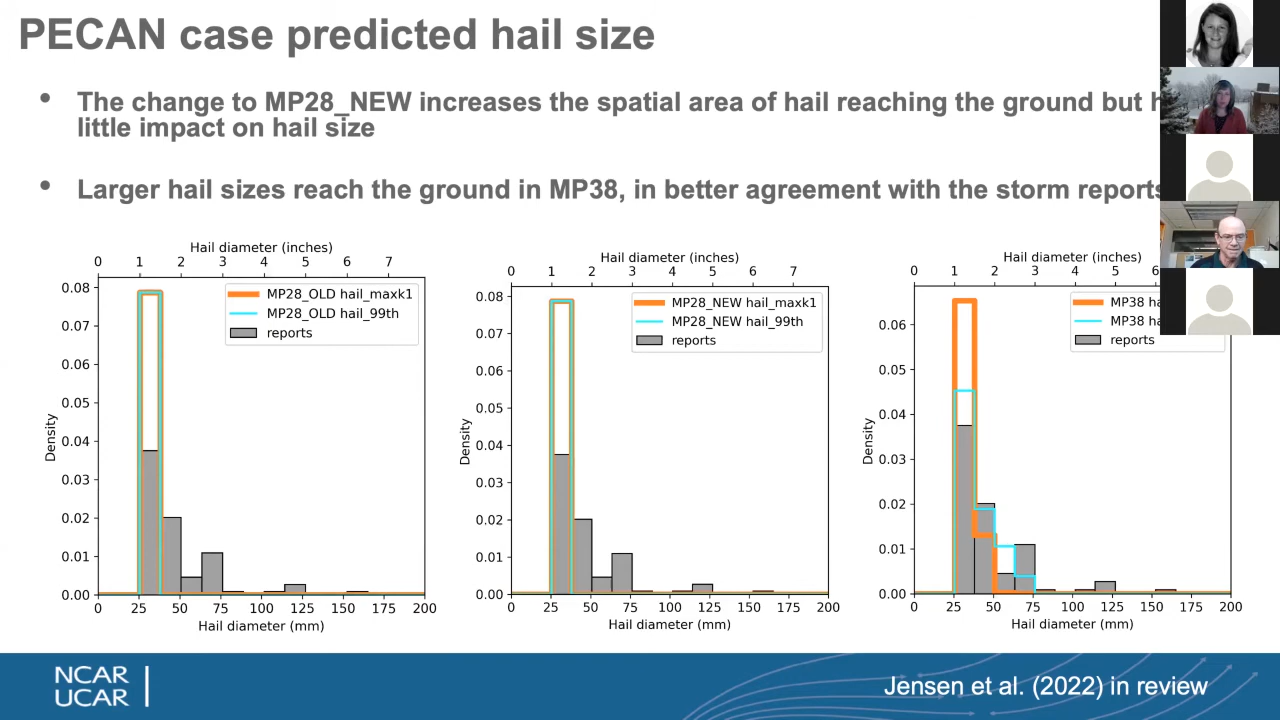 PECAN case predicted hail size
• The change to MP28_NEW increases the spatial area of hail reaching the ground but
little impact on hail size
• Larger hail sizes reach the ground in MP38, in better agreement with the storm reports
Hail diameter (inches)
0 1 2 3 4 5 6 7
MP28_OLD hail_maxk1
MP28_OLD hail_99th
reports
Density
0.08
0.07
0.06
0.05
0.04
0.03
0.02
0.01
0.00
0 25 50 75 100 125 150 175 200
Hail diameter (mm)
Hail diameter (inches)
0 1 2 3 4 5 6 7
MP28_NEW hail_maxk1
MP28_NEW hail_99th
reports
Density
0.08
0.07
0.06
0.05
0.04
0.03
0.02
0.01
0.00
0 25 50 75 100 125 150 175 200
Hail diameter (mm)
Hail diameter (inches)
0 1 2 3 4 5 6
MP38
MP38
reports
Density
0.06
0.05
0.04
0.03
0.02
0.01
0.00
0 25 50 75 100 125 150 175 200
Hail diameter (mm)
NCAR
UCAR
Jensen et al. (2022) in review